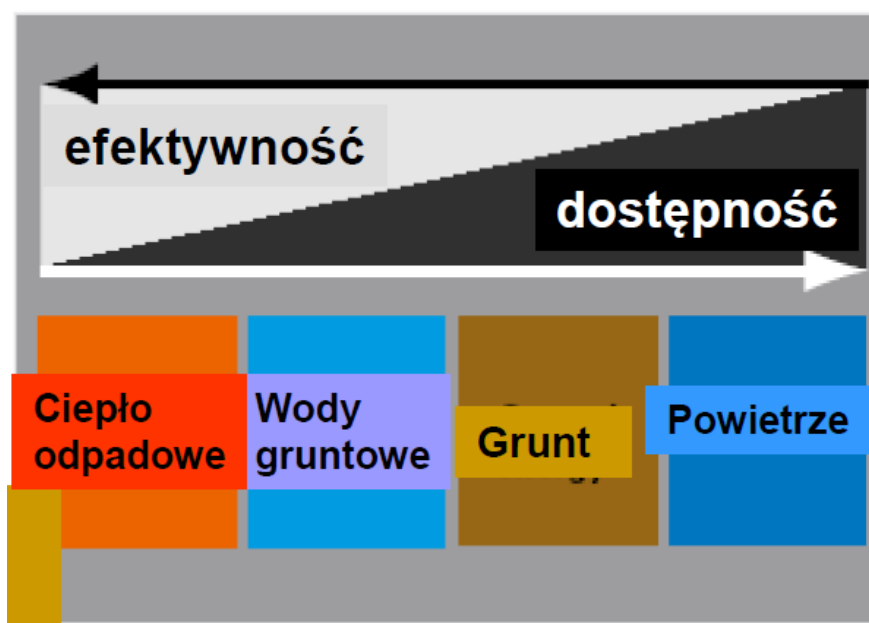 efektywność
dostępność
Ciepło
odpadowe
Wody
gruntowe
Grunt
Powietrze